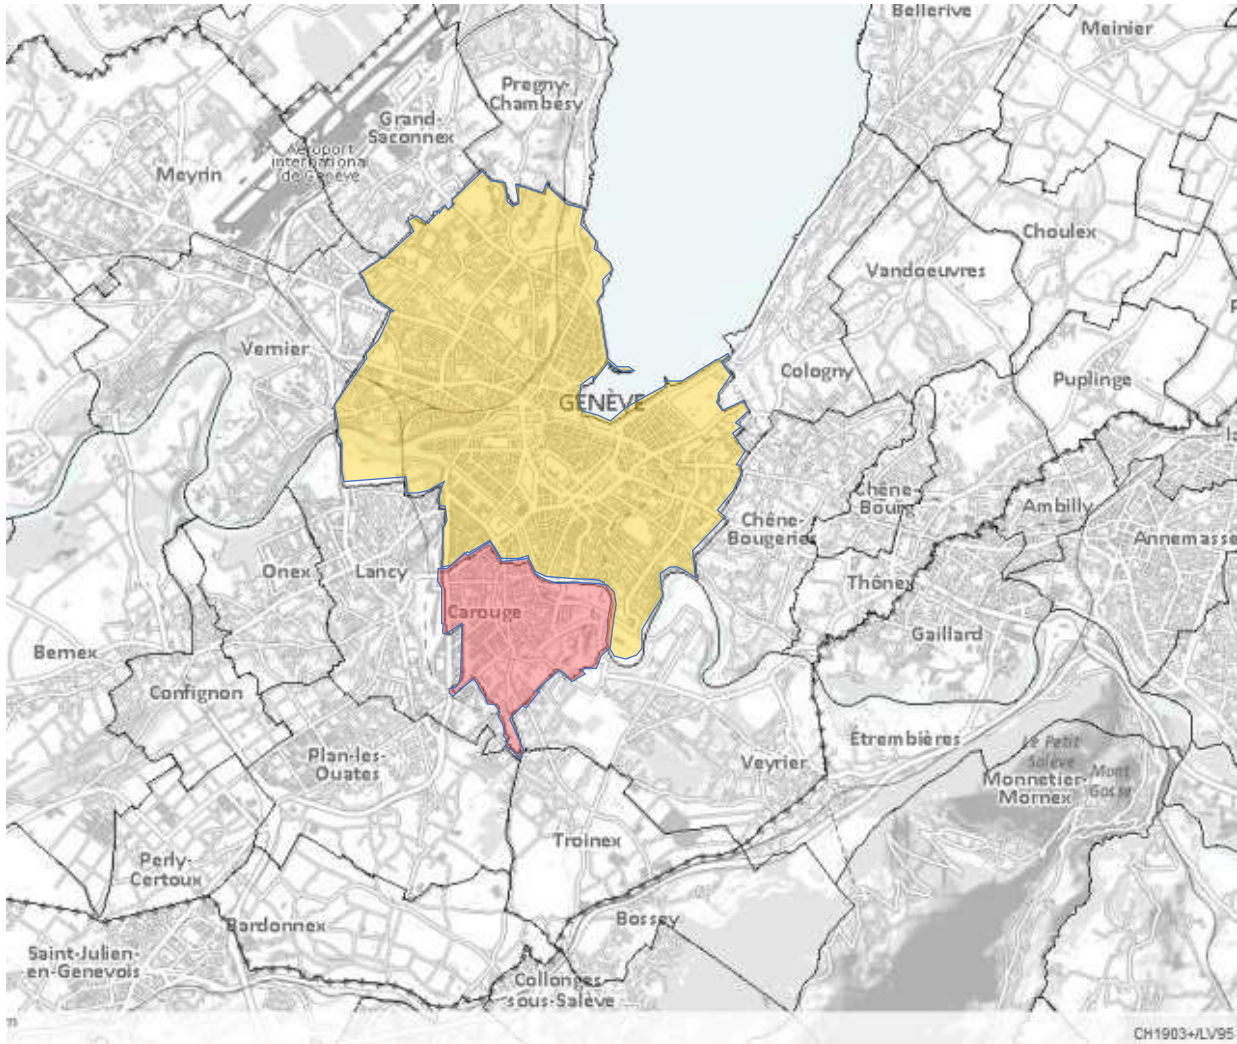 Bellerive
Meinier
Pregny-
Chambésy
Grand-
Saconnex
Aéroport
international
de Genève
Meyrin
Choulex
Vandoeuvres
Vernier
Cologny
Puplinge
GENÈVE
Chêne-
Bourg
Ambilly
Chêne-
Bougeries
Annemasse
Onex
Lancy
Thônex
Carouge
Gaillard
Bernex
Confignon
Étrembières
Plan-les-
Ouates
Veyrier
Le Petit
Salève
Monnetier-
Mornex
Mont
Gosse
Troinex
Perly-
Certoux
Bardonnex
Bossey
Saint-Julien-
en-Genevois
Collonges-
sous-Salève
CH1903+/LV95